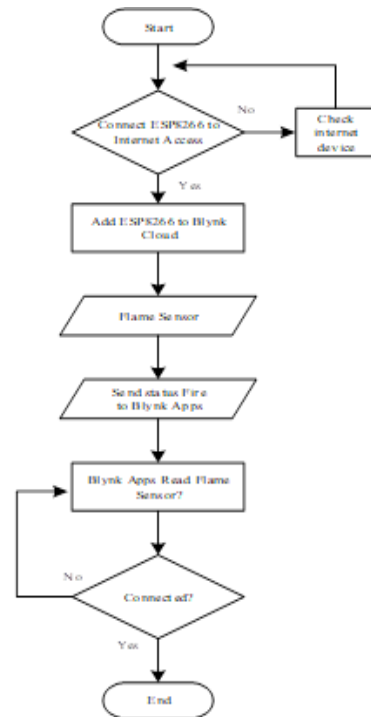 Start
No
Connect ESP8266 to
Internet Access
Check
internet
device
Yes
Add ESP8266 to Blynk
Cloud
Flame Sensor
Send status Fire
to Blynk Apps
Blynk Apps Read Flame
Sensor?
No
Connected?
Yes
End